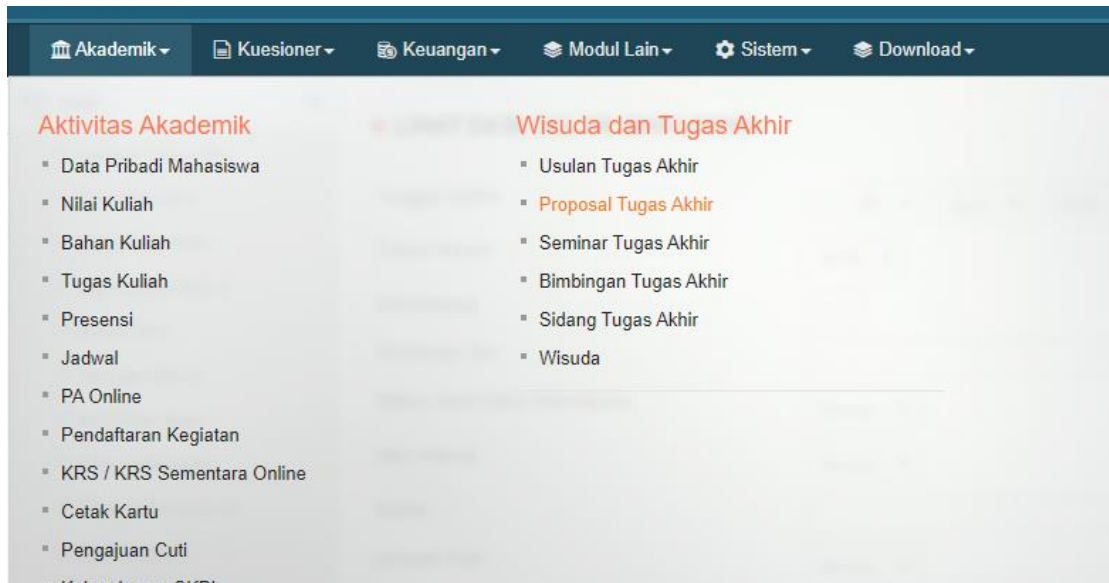 Akademik
Kuesioner
Keuangan
Modul Lain
Sistem
Download
Aktivitas Akademik
Data Pribadi Mahasiswa
Nilai Kuliah
Bahan Kuliah
Tugas Kuliah
Presensi
Jadwal
PA Online
Pendaftaran Kegiatan
KRS / KRS Sementara Online
Cetak Kartu
Pengajuan Cuti
Wisuda dan Tugas Akhir
Usulan Tugas Akhir
Proposal Tugas Akhir
Seminar Tugas Akhir
Bimbingan Tugas Akhir
Sidang Tugas Akhir
Wisuda